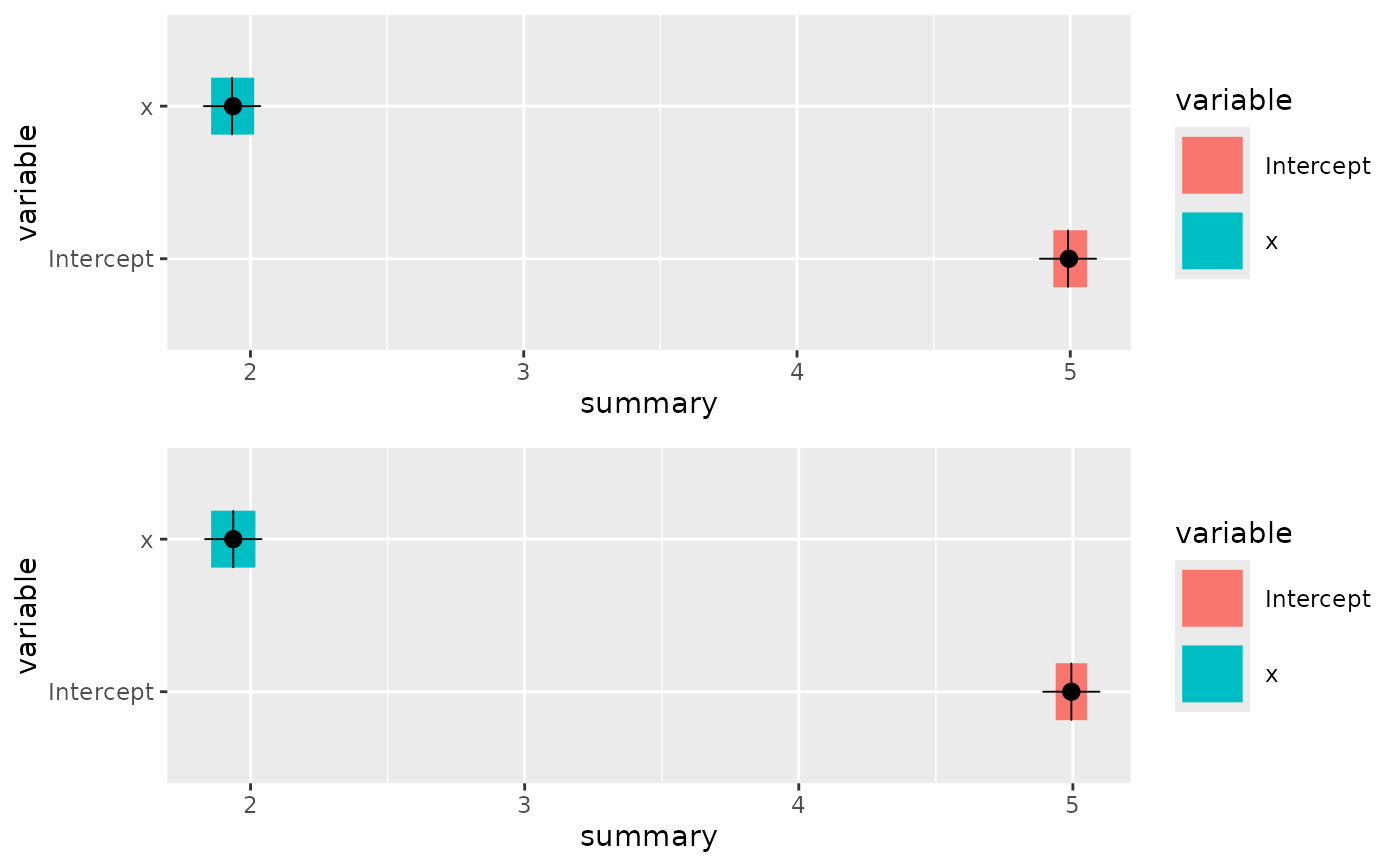 variable
x
Intercept
2 3 4 5
summary
variable
Intercept
x
variable
x
Intercept
2 3 4 5
summary
variable
Intercept
x